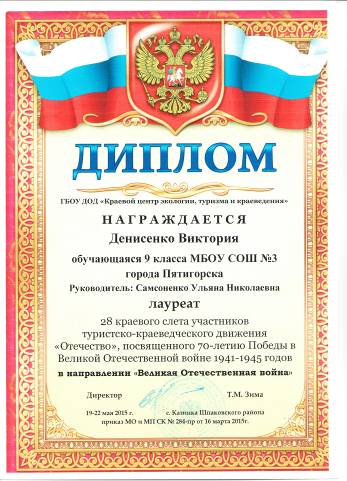 ДИПЛОМ
ГБОУ ДОД «Краевой центр экологии, туризма и краеведения»
НАГРАЖДАЕТСЯ
Денисенко Виктория
обучающаяся 9 класса МБОУ СОШ №3
города Пятигорска
Руководитель: Самсоненко Ульяна Николаевна
лауреат
28 краевого слета участников
туристско-краеведческого движения
«Отечество», посвященного 70-летию Победы в
Великой Отечественной войне 1941-1945 годов
в направлении «Великая Отечественная война»
Директор Т.М. Зима
19-22 мая 2015 г. с. Казинка Шпаковского района
приказ МО и МП СК № 284-пр от 16 марта 2015г.